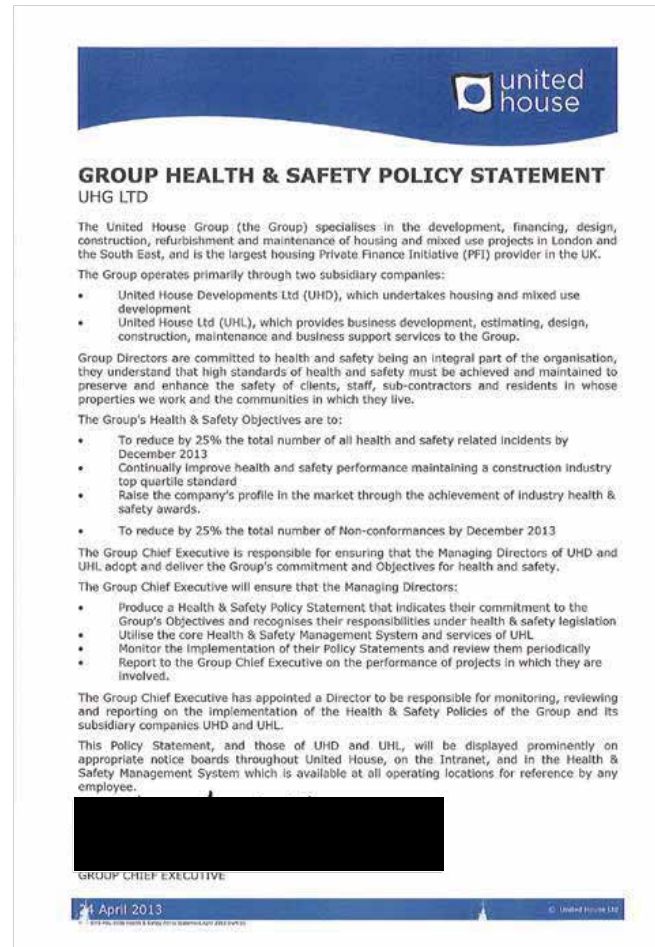 united
house
GROUP HEALTH & SAFETY POLICY STATEMENT
UHG LTD
The United House Group (the Group) specialises in the development, financing, design,
construction, refurbishment and maintenance of housing and mixed use projects in London and
the South East, and is the largest housing Private Finance Initiative (PFI) provider in the UK.
The Group operates primarily through two subsidiary companies:
• United House Developments Ltd (UHD), which undertakes housing and mixed use
development
• United House Ltd (UHL), which provides business development, estimating, design,
construction, maintenance and business support services to the Group.
Group Directors are committed to health and safety being an integral part of the organisation,
they understand that high standards of health and safety must be achieved and maintained to
preserve and enhance the safety of clients, staff, sub-contractors and residents in whose
properties we work and the communities in which they live.
The Group's Health & Safety Objectives are to:
• To reduce by 25% the total number of all health and safety related incidents by
December 2013
• Continually improve health and safety performance maintaining a construction industry
top quartile standard
• Raise the company's profile in the market through the achievement of industry health &
safety awards.
• To reduce by 25% the total number of Non-conformances by December 2013
The Group Chief Executive is responsible for ensuring that the Managing Directors of UHD and
UHL adopt and deliver the Group's commitment and Objectives for health and safety.
The Group Chief Executive will ensure that the Managing Directors:
• Produce a Health & Safety Policy Statement that indicates their commitment to the
Group's Objectives and recognises their responsibilities under health & safety legislation
• Utilise the core Health & Safety Management System and services of UHL
• Monitor the implementation of their Policy Statements and review them periodically
• Report to the Group Chief Executive on the performance of projects in which they are
involved.
The Group Chief Executive has appointed a Director to be responsible for monitoring, reviewing
and reporting on the implementation of the Health & Safety Policies of the Group and its
subsidiary companies UHD and UHL.
This Policy Statement, and those of UHD and UHL, will be displayed prominently on
appropriate notice boards throughout United House, on the Intranet, and in the Health &
Safety Management System which is available at all operating locations for reference by any
employee.
GROUP CHIEF EXECUTIVE
24 April 2013
© United House Ltd